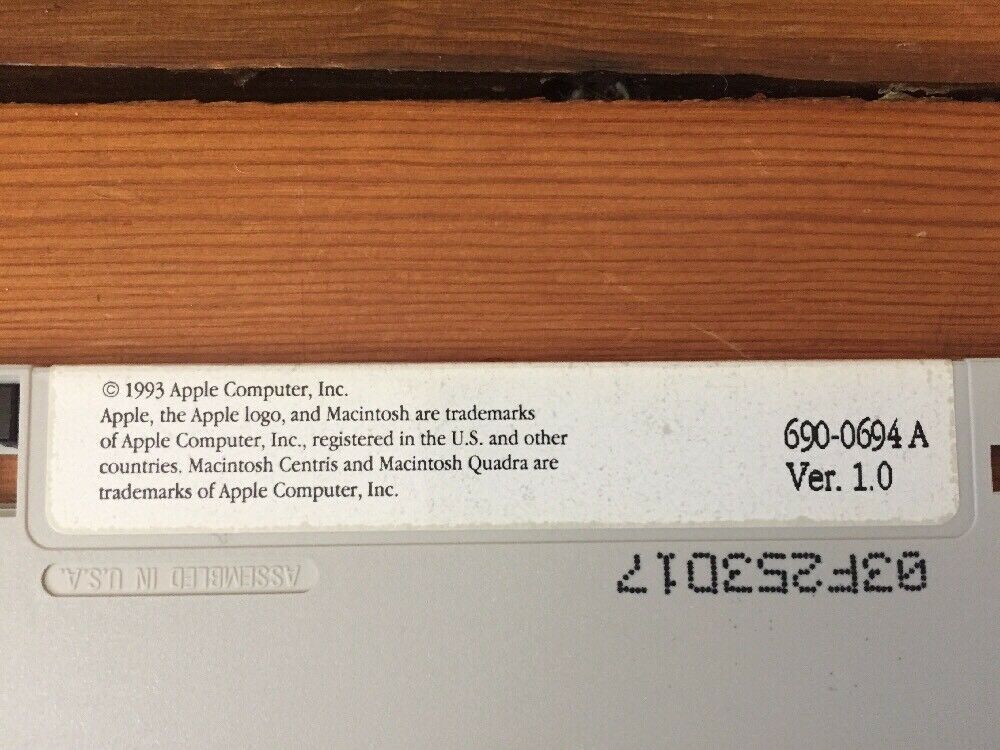 © 1993 Apple Computer, Inc.
Apple, the Apple logo, and Macintosh are trademarks
of Apple Computer, Inc., registered in the U.S. and other
countries. Macintosh Centris and Macintosh Quadra are
trademarks of Apple Computer, Inc.
690-0694 A
Ver. 1.0
ASSEMBLED IN U.S.A.
03F253D17